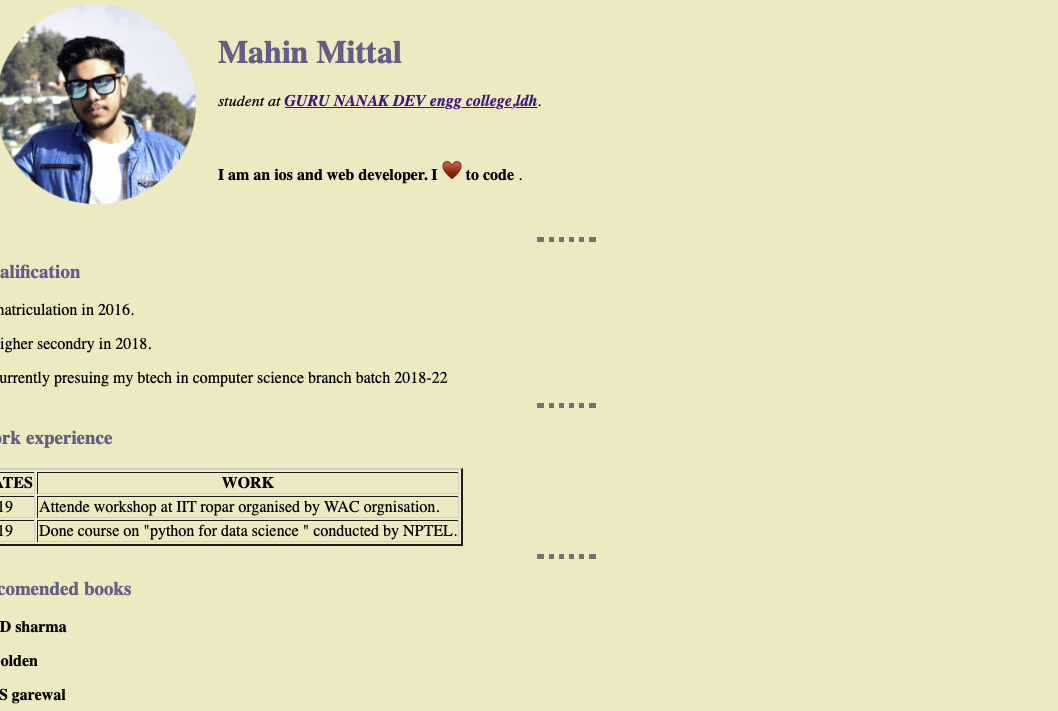 Mahin Mittal
student at GURU NANAK DEV engg college,ldh.
I am an ios and web developer. I ❤ to code .
alification
natriculation in 2016.
igher secondry in 2018.
urrently presuing my btech in computer science branch batch 2018-22
ork experience
ATES WORK
19 Attende workshop at IIT ropar organised by WAC orgnisation.
19 Done course on "python for data science " conducted by NPTEL.
comended books
D sharma
olden
S garewal